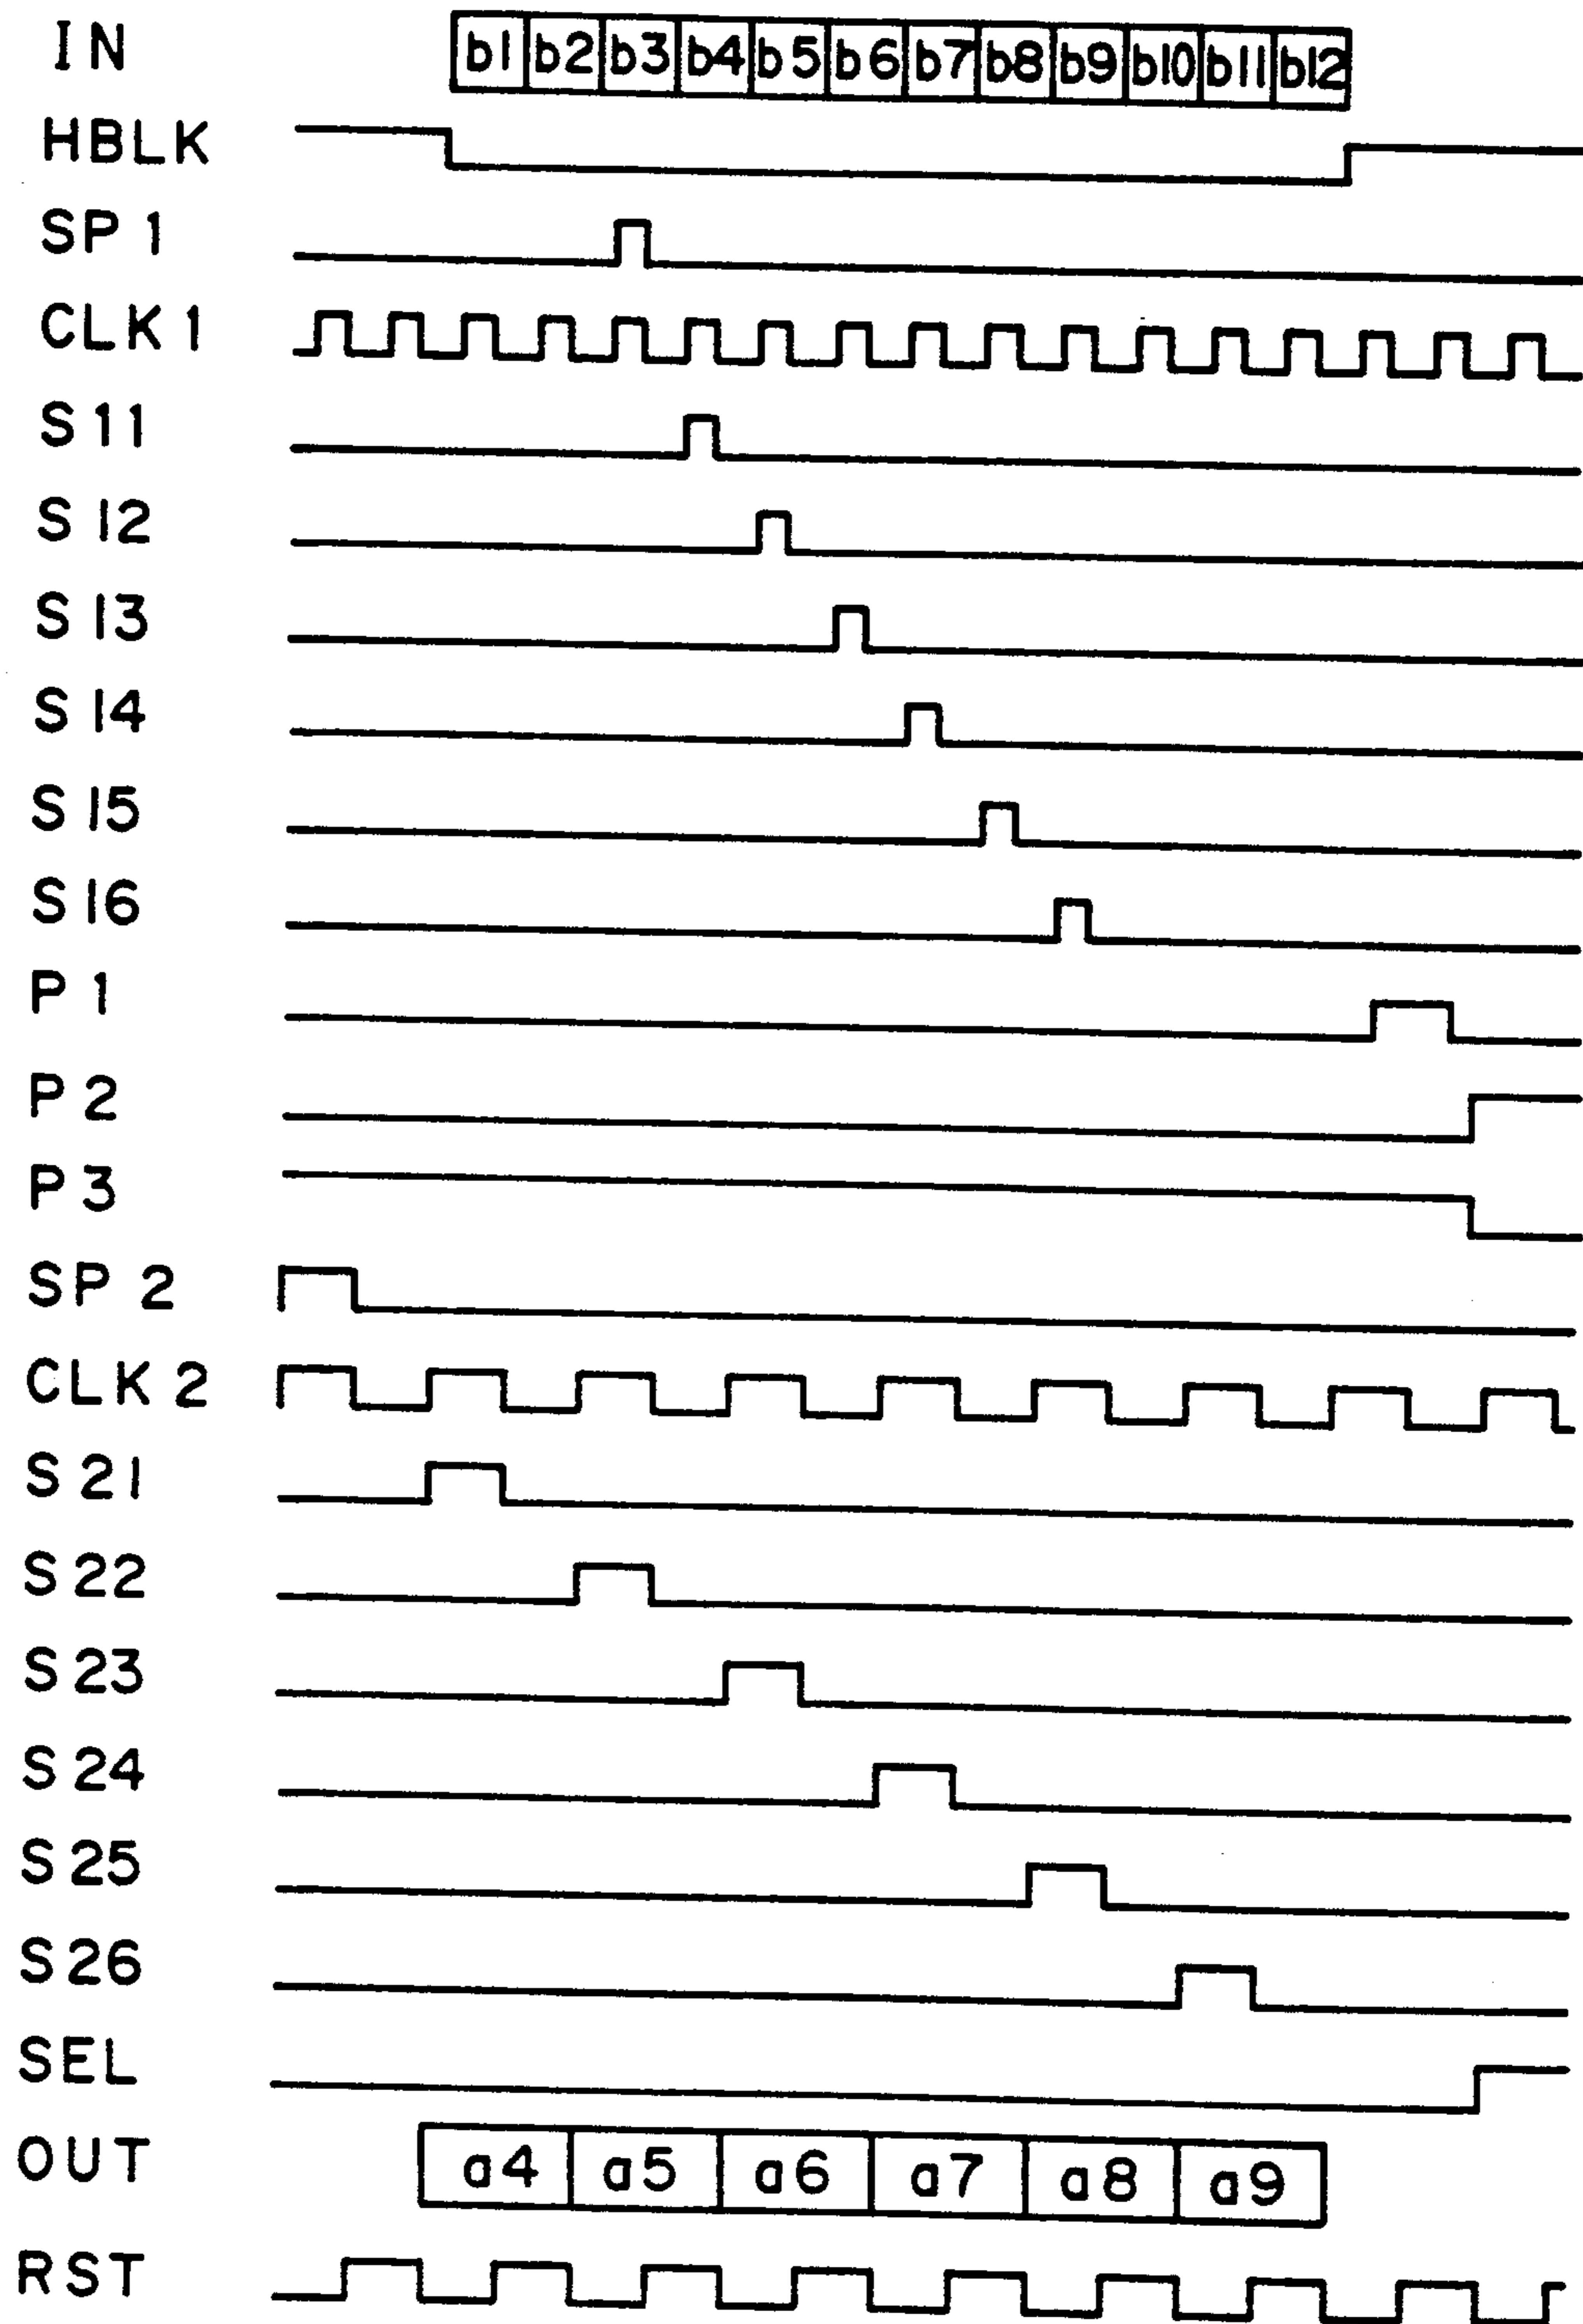 IN b1 b2 b3 b4 b5 b6 b7 b8 b9 b10 b11 b12
HBLK
SP 1
CLK 1
S 11
S 12
S 13
S 14
S 15
S 16
P 1
P 2
P 3
SP 2
CLK 2
S 21
S 22
S 23
S 24
S 25
S 26
SEL
OUT a4 a5 a6 a7 a8 a9
RST